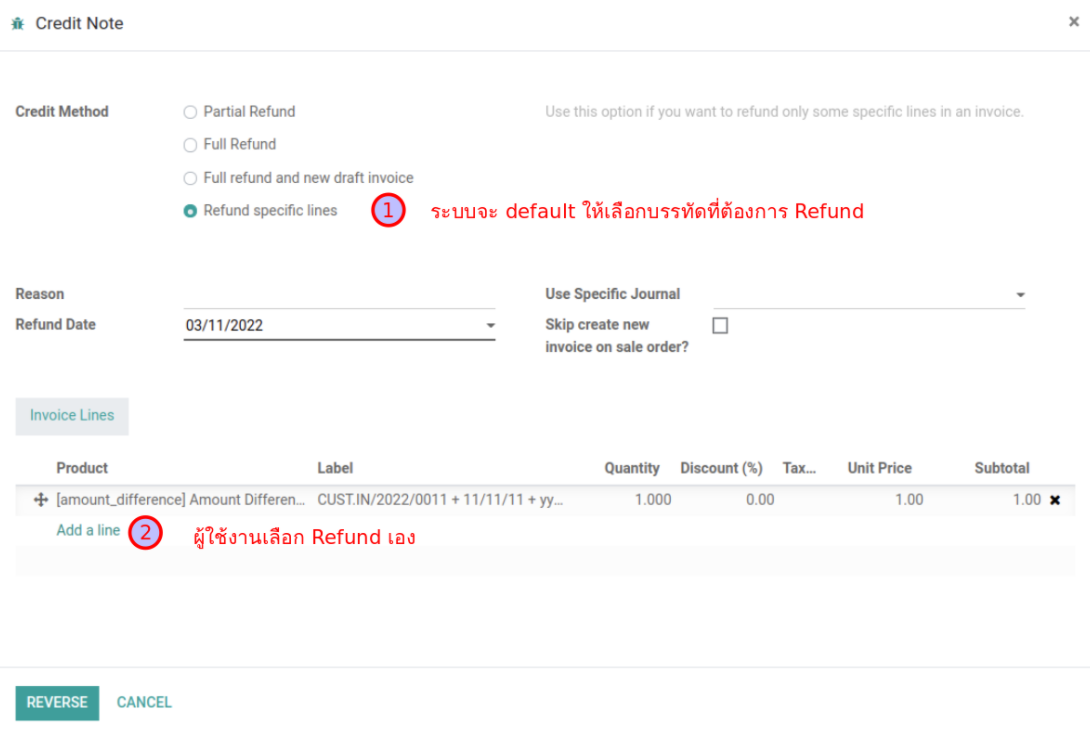 Credit Note
×
Credit Method
Partial Refund
Use this option if you want to refund only some specific lines in an invoice.
Full Refund
Full refund and new draft invoice
Refund specific lines
1 ระบบจะ default ให้เลือกบรรทัดที่ต้องการ Refund
Reason
Use Specific Journal
Refund Date 03/11/2022
Skip create new
invoice on sale order?
Invoice Lines
Product Label Quantity Discount (%) Tax... Unit Price Subtotal
[amount_difference] Amount Differen... CUST.IN/2022/0011 + 11/11/11 + yy... 1.000 0.00 1.00 1.00
Add a line 2 ผู้ใช้งานเลือก Refund เอง
REVERSE CANCEL